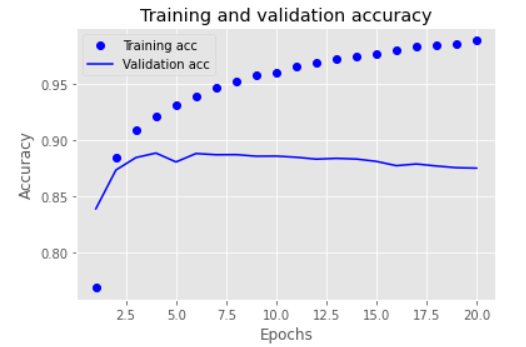 Training and validation accuracy
Training acc
Validation acc
Accuracy
0.95
0.90
0.85
0.80
2.5 5.0 7.5 10.0 12.5 15.0 17.5 20.0
Epochs